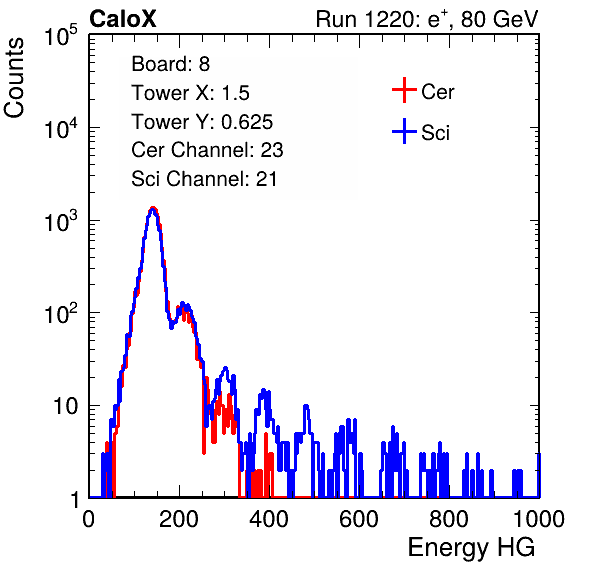 CaloX Run 1220: e⁺, 80 GeV
Counts
Board: 8
Tower X: 1.5
Tower Y: 0.625
Cer Channel: 23
Sci Channel: 21
Cer
Sci
10⁵
10⁴
10³
10²
10
1
0 200 400 600 800 1000
Energy HG